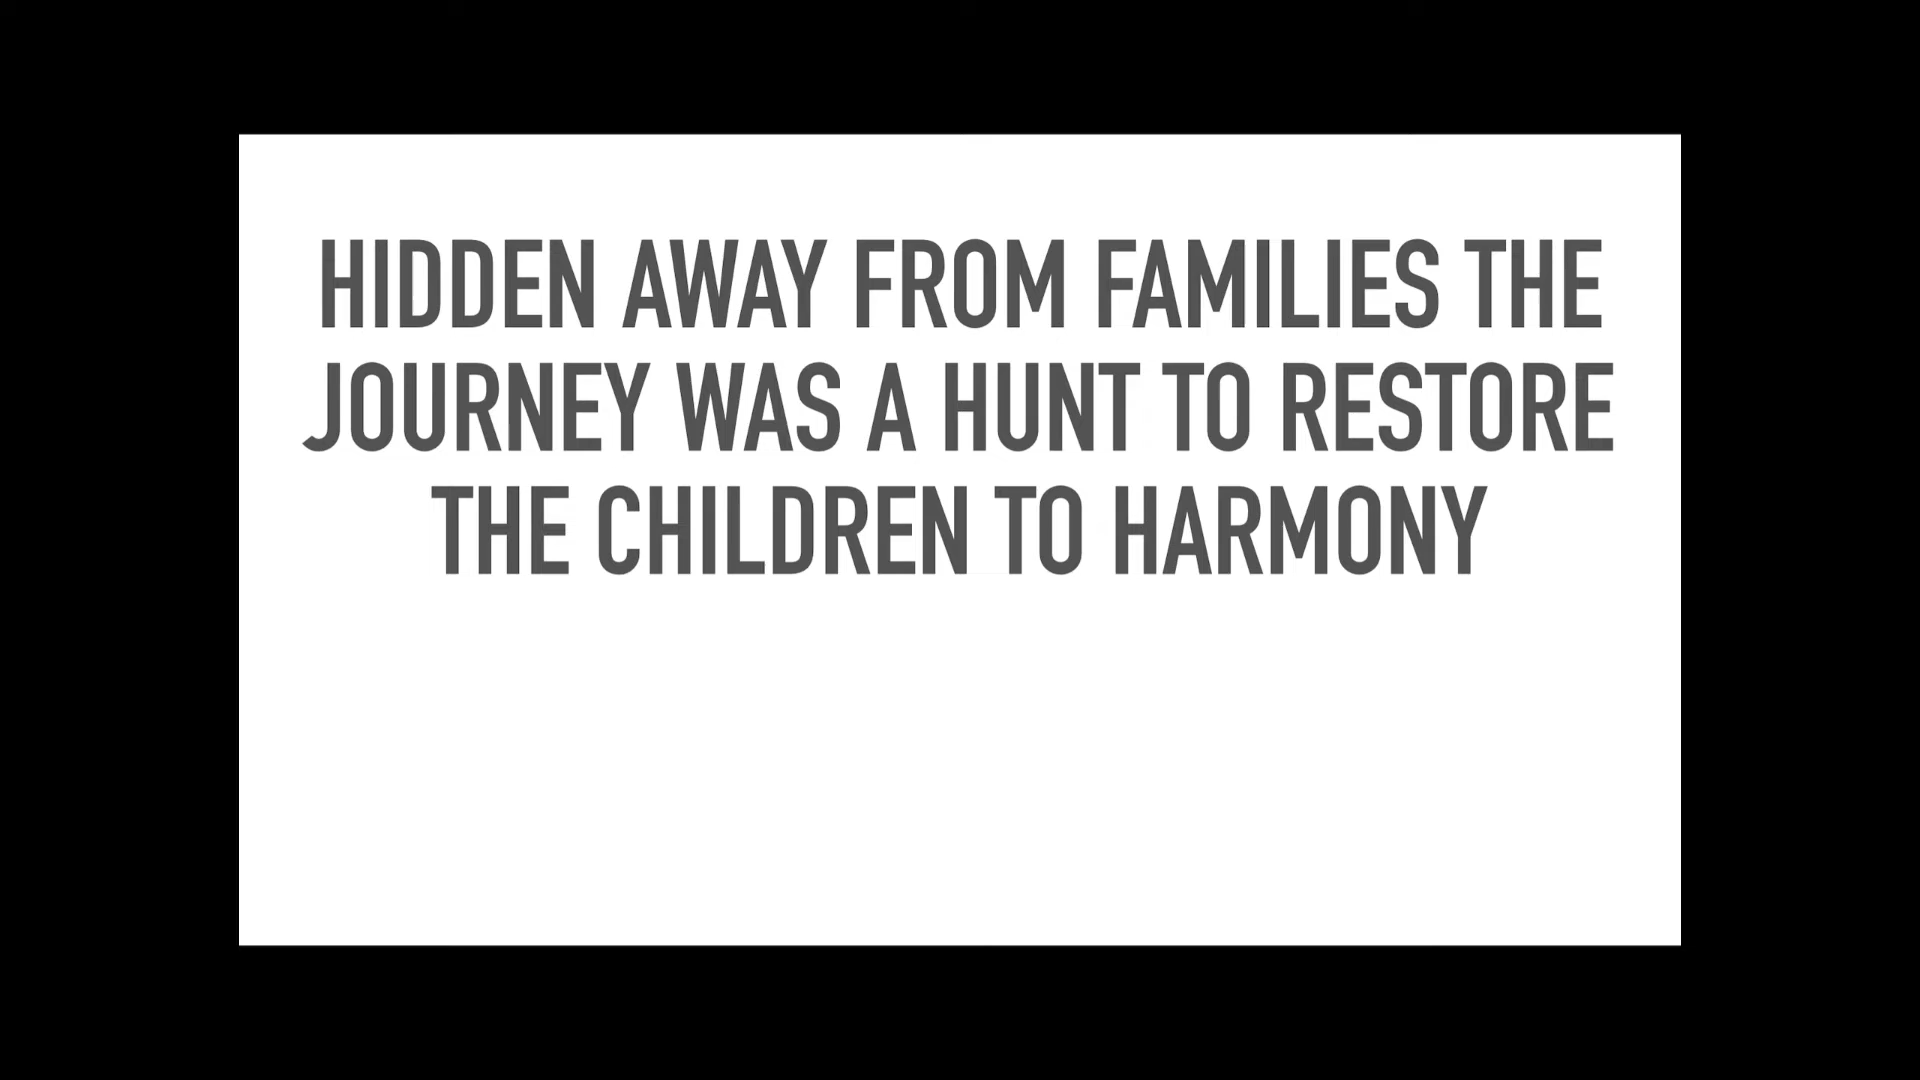 HIDDEN AWAY FROM FAMILIES THE
JOURNEY WAS A HUNT TO RESTORE
THE CHILDREN TO HARMONY